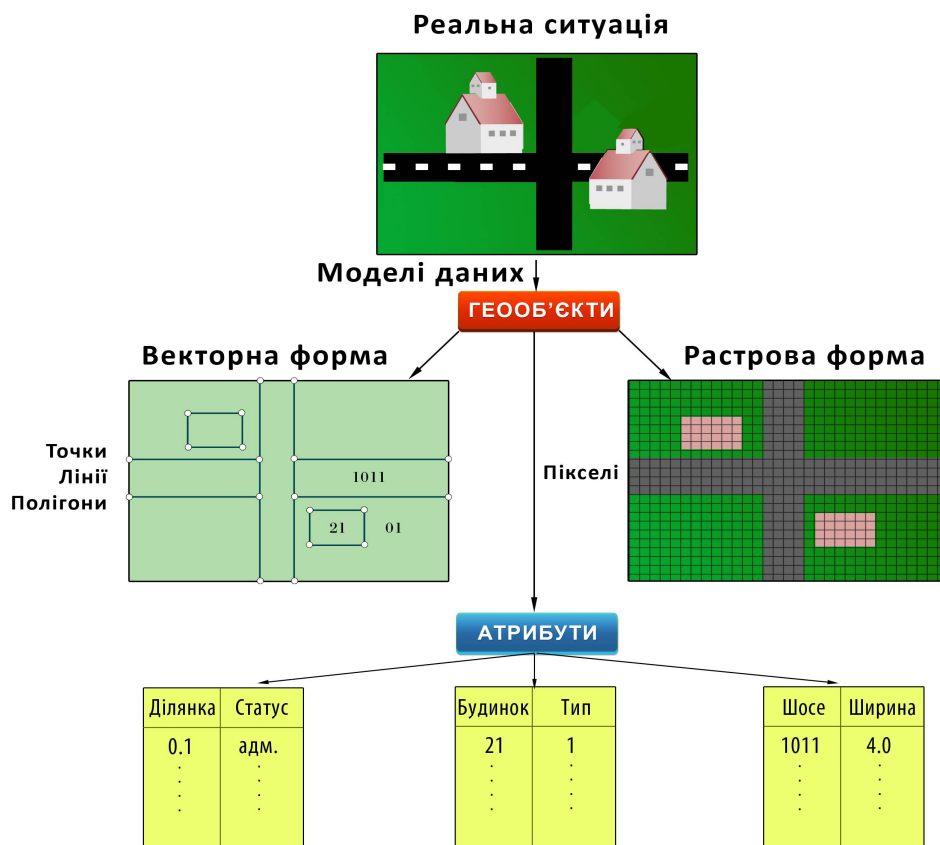 Реальна ситуація
Моделі даних
ГЕООБ’ЄКТИ
Векторна форма
Растрова форма
Точки
Лінії
Полігони
1011
21
01
Пікселі
АТРИБУТИ
Ділянка Статус
0.1 адм.
Будинок Тип
21 1
Шосе Ширина
1011 4.0